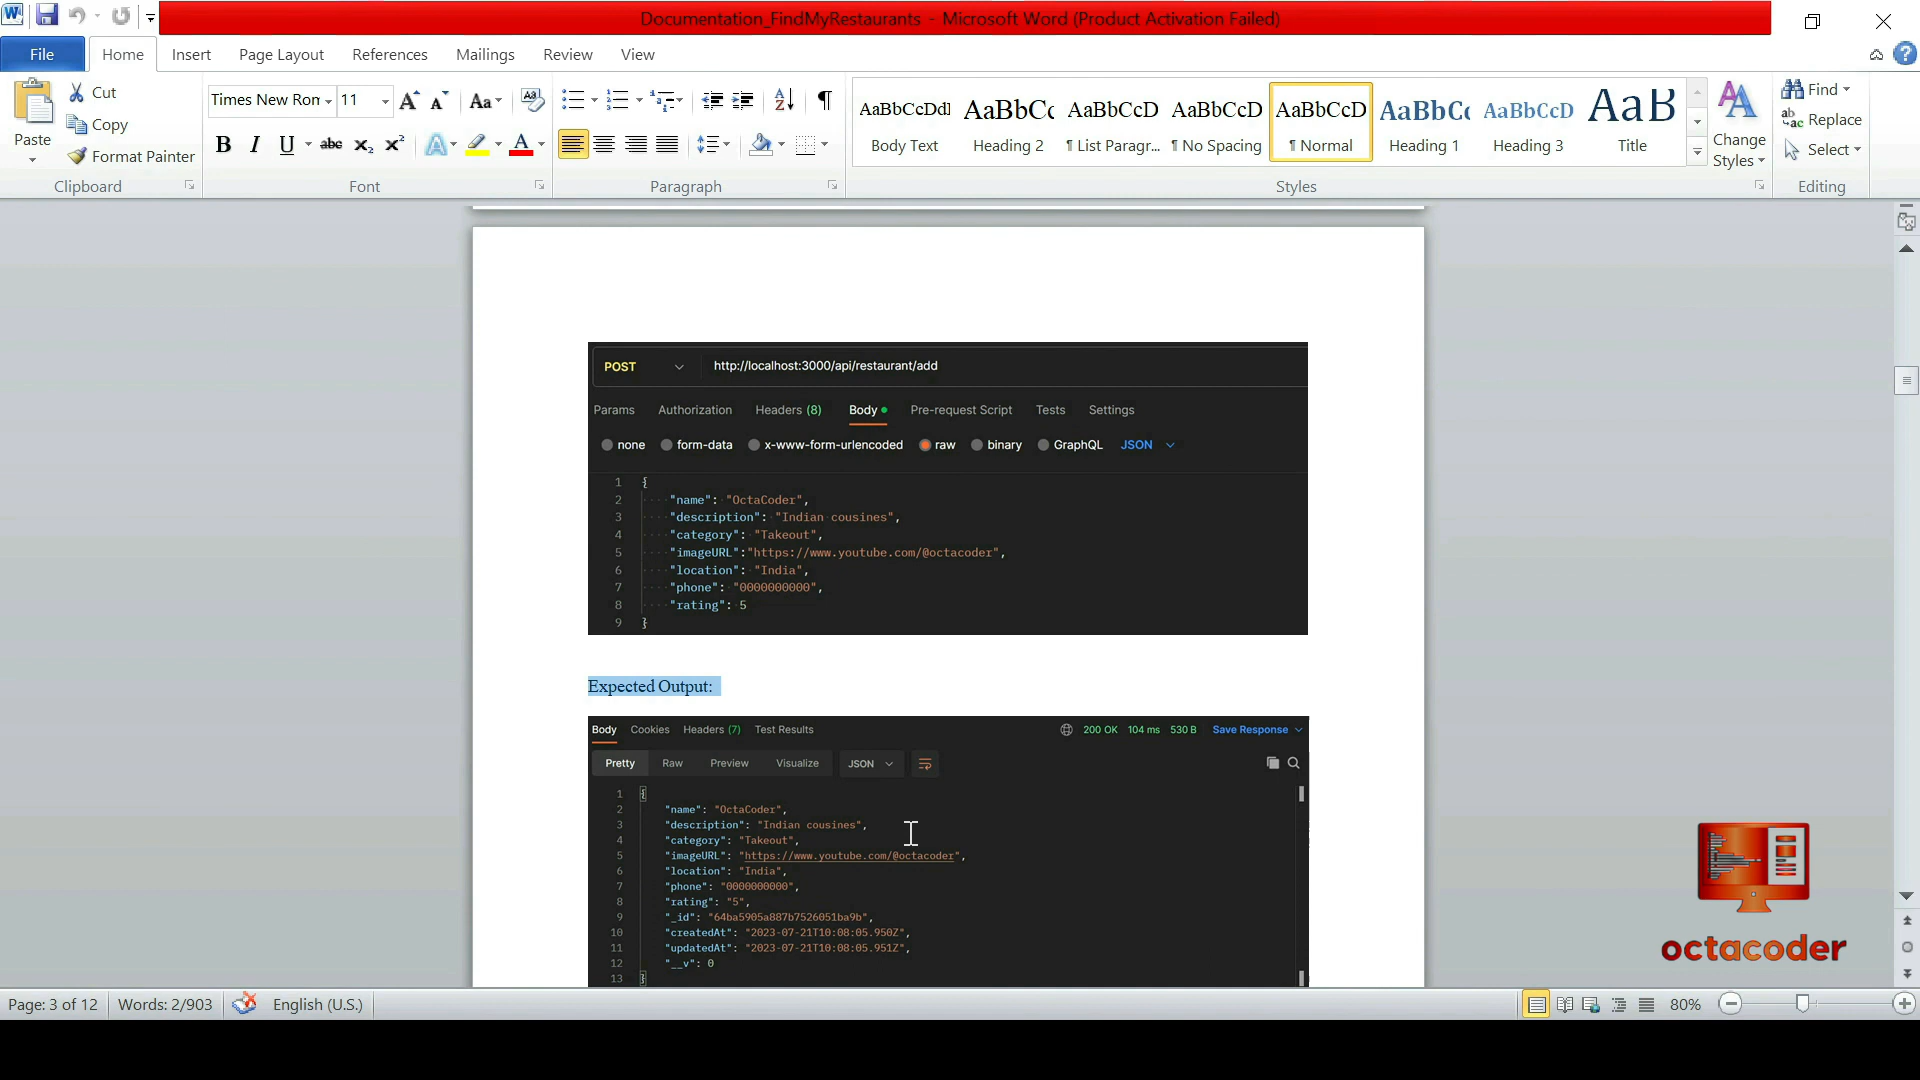 Documentation_FindMyRestaurants - Microsoft Word (Product Activation Failed)
File Home Insert Page Layout References Mailings Review View
Cut
Copy
Format Painter
Paste
Clipboard
Times New Ron 11
Font
Paragraph
AaBbCcDdI AaBbCc AaBbCcD AaBbCcD AaBbCcD AaBbCc AaBbCcD AaB
Body Text Heading 2 ¶ List Paragr... ¶ No Spacing ¶ Normal Heading 1 Heading 3 Title
Change
Styles
Styles
Find
Replace
Select
Editing
POST http://localhost:3000/api/restaurant/add
Params Authorization Headers (8) Body Pre-request Script Tests Settings
none form-data x-www-form-urlencoded raw binary GraphQL JSON
1 {
2 "name": "OctaCoder",
3 "description": "Indian cousines",
4 "category": "Takeout",
5 "imageURL":"https://www.youtube.com/@octacoder",
6 "location": "India",
7 "phone": "0000000000",
8 "rating": 5
9 }
Expected Output:
Body Cookies Headers (7) Test Results 200 OK 104 ms 530 B Save Response
Pretty Raw Preview Visualize JSON
1 {
2 "name": "OctaCoder",
3 "description": "Indian cousines",
4 "category": "Takeout",
5 "imageURL": "https://www.youtube.com/@octacoder",
6 "location": "India",
7 "phone": "0000000000",
8 "rating": "5",
9 "_id": "64ba5905a887b7526051ba9b",
10 "createdAt": "2023-07-21T10:08:05.950Z",
11 "updatedAt": "2023-07-21T10:08:05.951Z",
12 "__v": 0
13 }
octacoder
Page: 3 of 12 Words: 2/903 English (U.S.) 80%